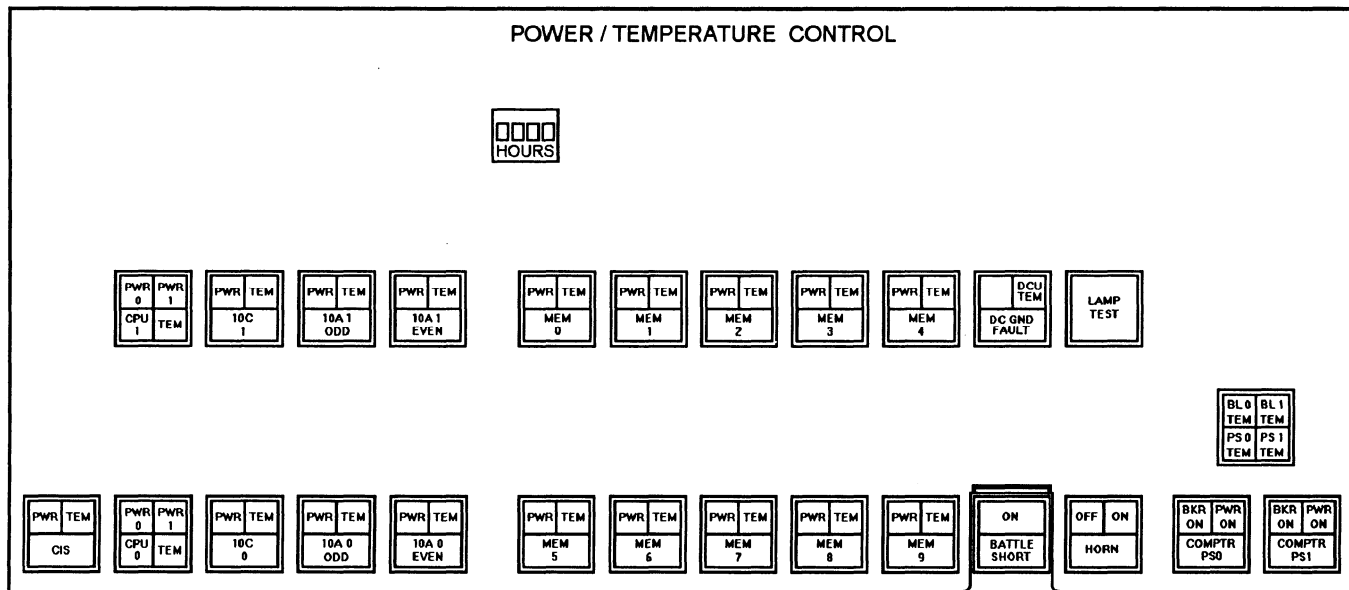 POWER / TEMPERATURE CONTROL
HOURS
PWR 0 PWR 1
CPU 1 TEM
PWR TEM
10C 1
PWR TEM
10A 1 ODD
PWR TEM
10A 1 EVEN
PWR TEM
MEM 0
PWR TEM
MEM 1
PWR TEM
MEM 2
PWR TEM
MEM 3
PWR TEM
MEM 4
DCU TEM
DC GND FAULT
LAMP TEST
BL 0 TEM BL 1 TEM
PS 0 TEM PS 1 TEM
PWR TEM
CIS
PWR 0 PWR 1
CPU 0 TEM
PWR TEM
10C 0
PWR TEM
10A 0 ODD
PWR TEM
10A 0 EVEN
PWR TEM
MEM 5
PWR TEM
MEM 6
PWR TEM
MEM 7
PWR TEM
MEM 8
PWR TEM
MEM 9
ON
BATTLE SHORT
OFF ON
HORN
BKR ON PWR ON
COMPTR PS0
BKR ON PWR ON
COMPTR PS1